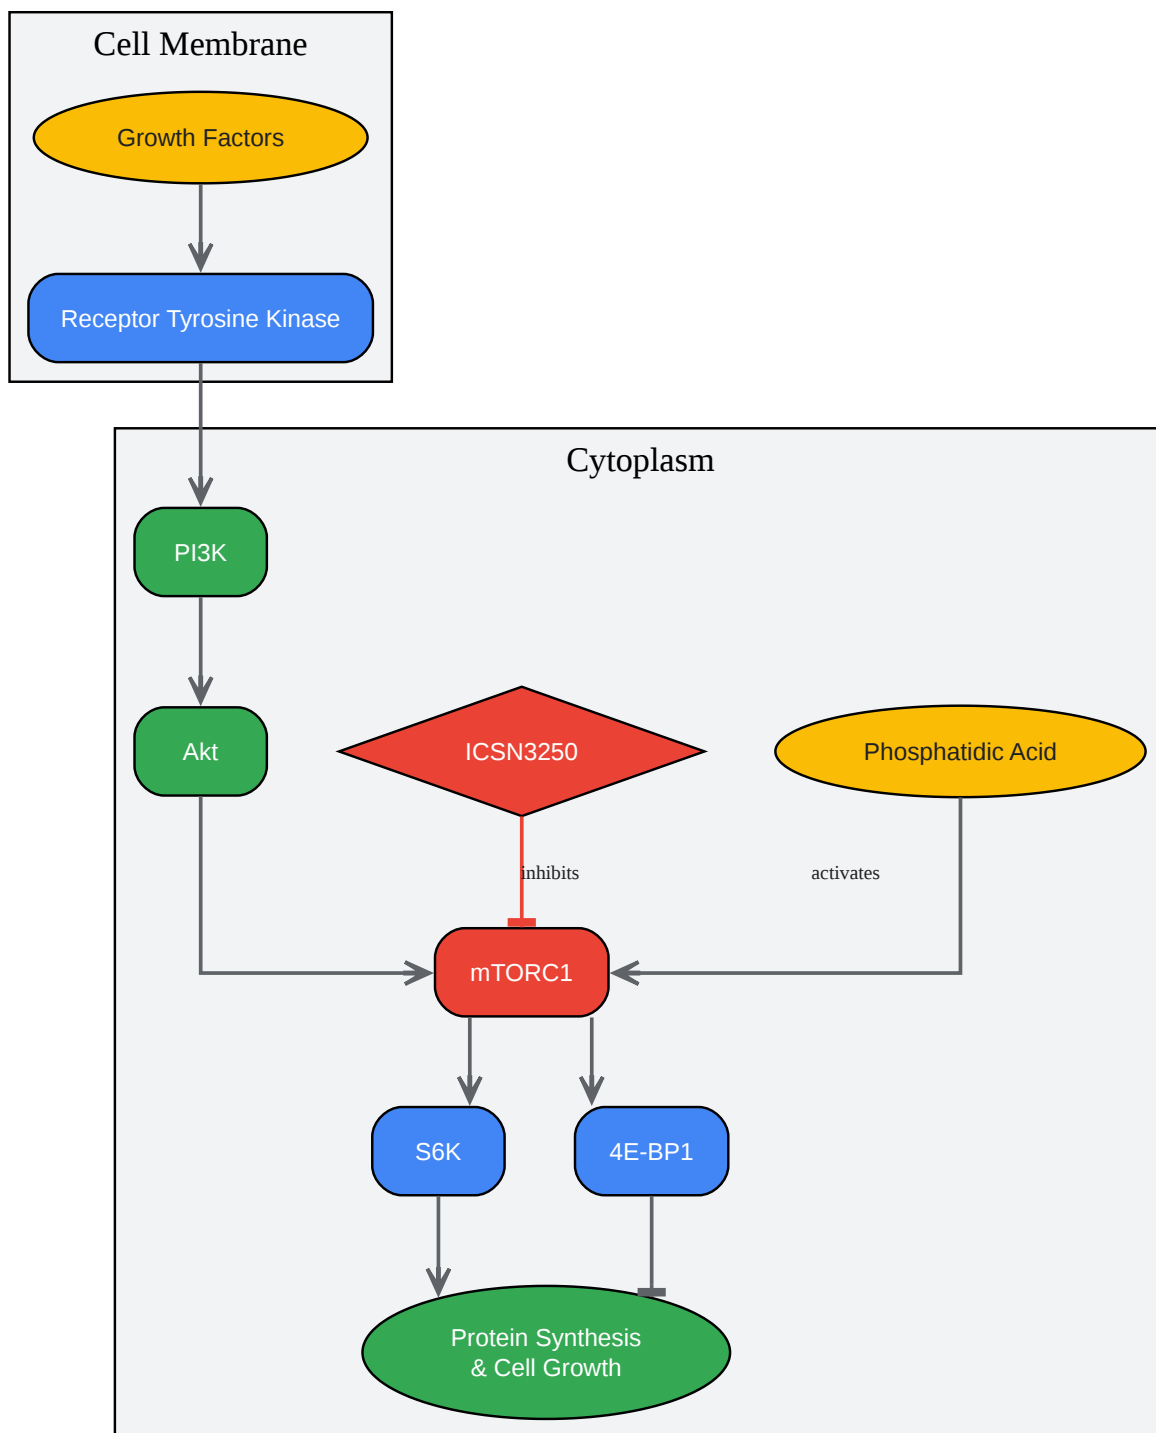 Cell Membrane
Growth Factors
Receptor Tyrosine Kinase
Cytoplasm
PI3K
Akt
ICSN3250
Phosphatidic Acid
inhibits
activates
mTORC1
S6K
4E-BP1
Protein Synthesis
& Cell Growth